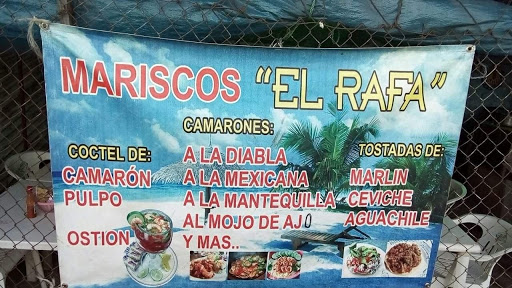 MARISCOS "EL RAFA"
COCTEL DE:
CAMARÓN
PULPO
OSTION
CAMARONES:
A LA DIABLA
A LA MEXICANA
A LA MANTEQUILLA
AL MOJO DE AJO
Y MAS..
TOSTADAS DE:
MARLIN
CEVICHE
AGUACHILE